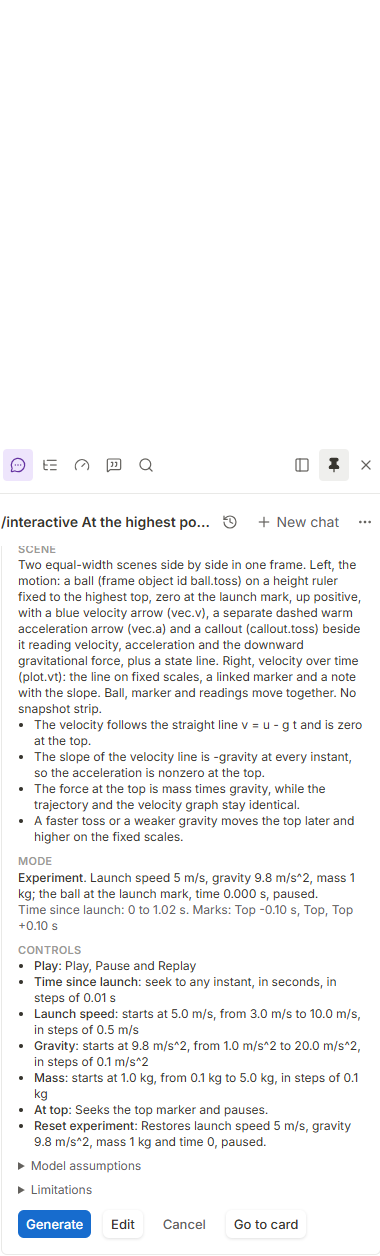 /interactive At the highest po...
New chat
SCENE
Two equal-width scenes side by side in one frame. Left, the
motion: a ball (frame object id ball.toss) on a height ruler
fixed to the highest top, zero at the launch mark, up positive,
with a blue velocity arrow (vec.v), a separate dashed warm
acceleration arrow (vec.a) and a callout (callout.toss) beside
it reading velocity, acceleration and the downward
gravitational force, plus a state line. Right, velocity over time
(plot.vt): the line on fixed scales, a linked marker and a note
with the slope. Ball, marker and readings move together. No
snapshot strip.
• The velocity follows the straight line v = u - g t and is zero
at the top.
• The slope of the velocity line is -gravity at every instant,
so the acceleration is nonzero at the top.
• The force at the top is mass times gravity, while the
trajectory and the velocity graph stay identical.
• A faster toss or a weaker gravity moves the top later and
higher on the fixed scales.
MODE
Experiment. Launch speed 5 m/s, gravity 9.8 m/s^2, mass 1
kg; the ball at the launch mark, time 0.000 s, paused.
Time since launch: 0 to 1.02 s. Marks: Top -0.10 s, Top, Top
+0.10 s
CONTROLS
• Play: Play, Pause and Replay
• Time since launch: seek to any instant, in seconds, in
steps of 0.01 s
• Launch speed: starts at 5.0 m/s, from 3.0 m/s to 10.0 m/s,
in steps of 0.5 m/s
• Gravity: starts at 9.8 m/s^2, from 1.0 m/s^2 to 20.0 m/s^2,
in steps of 0.1 m/s^2
• Mass: starts at 1.0 kg, from 0.1 kg to 5.0 kg, in steps of 0.1
kg
• At top: Seeks the top marker and pauses.
• Reset experiment: Restores launch speed 5 m/s, gravity
9.8 m/s^2, mass 1 kg and time 0, paused.
Model assumptions
Limitations
Generate Edit Cancel Go to card